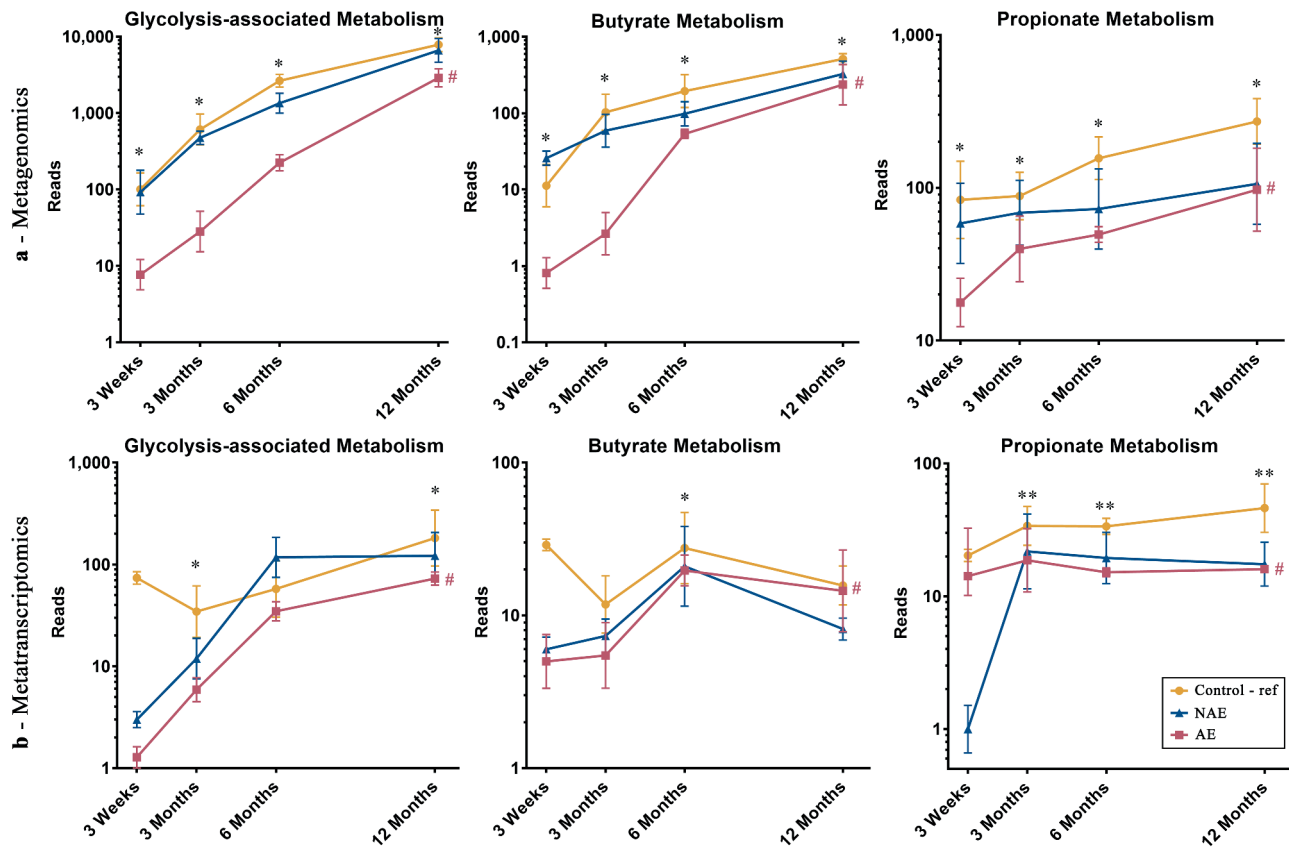 a - Metagenomics
Glycolysis-associated Metabolism
Reads
10,000
1,000
100
10
1
* * * *
#
3 Weeks
3 Months
6 Months
12 Months
Butyrate Metabolism
Reads
1,000
100
10
1
0.1
* * * *
3 Weeks
3 Months
6 Months
12 Months
Propionate Metabolism
Reads
1,000
100
10
* * * *
#
3 Weeks
3 Months
6 Months
12 Months
b - Metatranscriptomics
Glycolysis-associated Metabolism
Reads
1,000
100
10
1
* *
#
3 Weeks
3 Months
6 Months
12 Months
Butyrate Metabolism
Reads
100
10
1
*
#
3 Weeks
3 Months
6 Months
12 Months
Propionate Metabolism
Reads
100
10
1
** ** **
#
Control - ref
NAE
AE
3 Weeks
3 Months
6 Months
12 Months